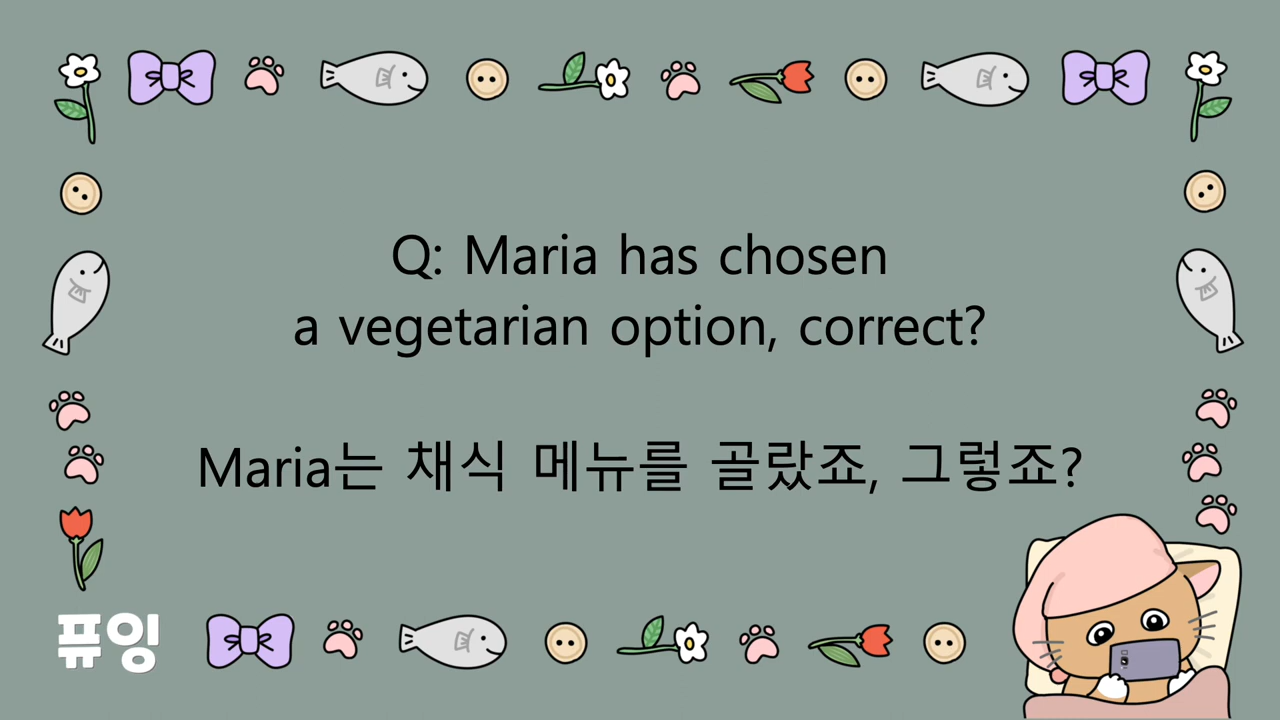 Q: Maria has chosen
a vegetarian option, correct?
Maria는 채식 메뉴를 골랐죠, 그렇죠?
퓨잉